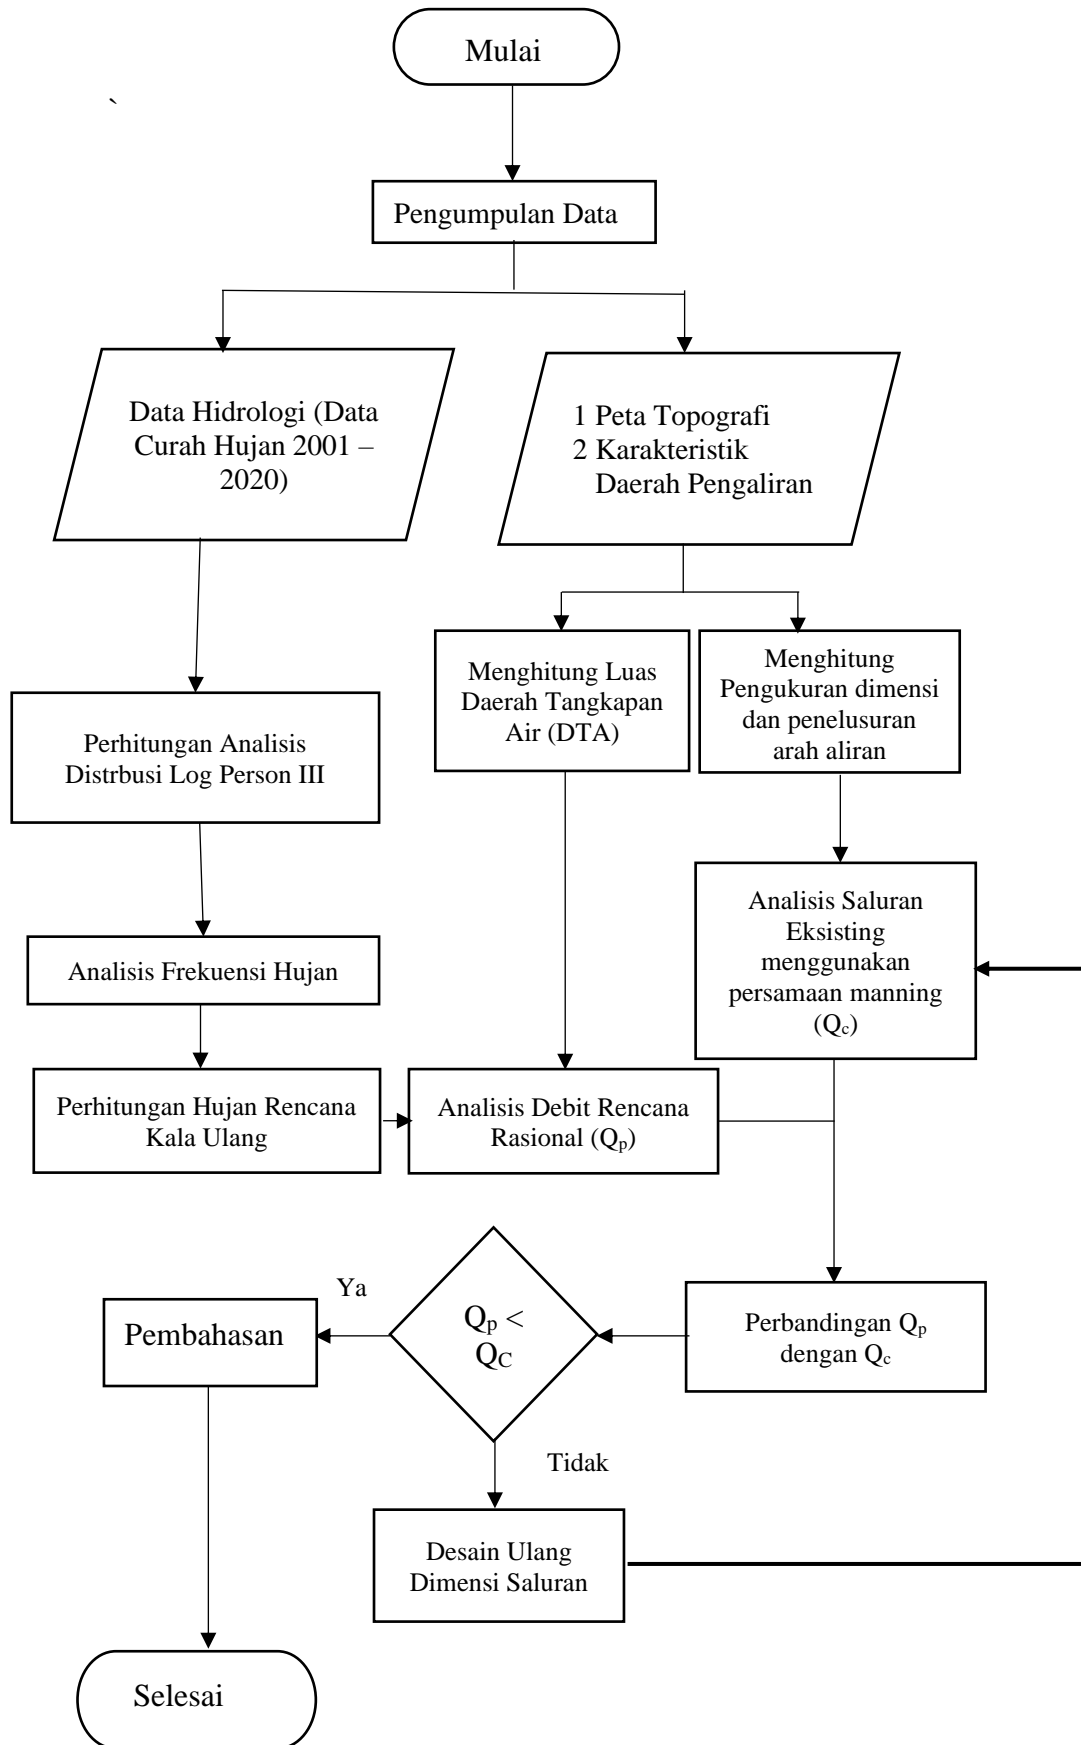 Mulai
`
Pengumpulan Data
Data Hidrologi (Data
Curah Hujan 2001 –
2020)
1 Peta Topografi
2 Karakteristik
Daerah Pengaliran
Menghitung Luas
Daerah Tangkapan
Air (DTA)
Menghitung
Pengukuran dimensi
dan penelusuran
arah aliran
Perhitungan Analisis
Distrbusi Log Person III
Analisis Saluran
Eksisting
menggunakan
persamaan manning
(Qc)
Analisis Frekuensi Hujan
Perhitungan Hujan Rencana
Kala Ulang
Analisis Debit Rencana
Rasional (Qp)
Perbandingan Qp
dengan Qc
Qp <
QC
Ya
Pembahasan
Tidak
Desain Ulang
Dimensi Saluran
Selesai